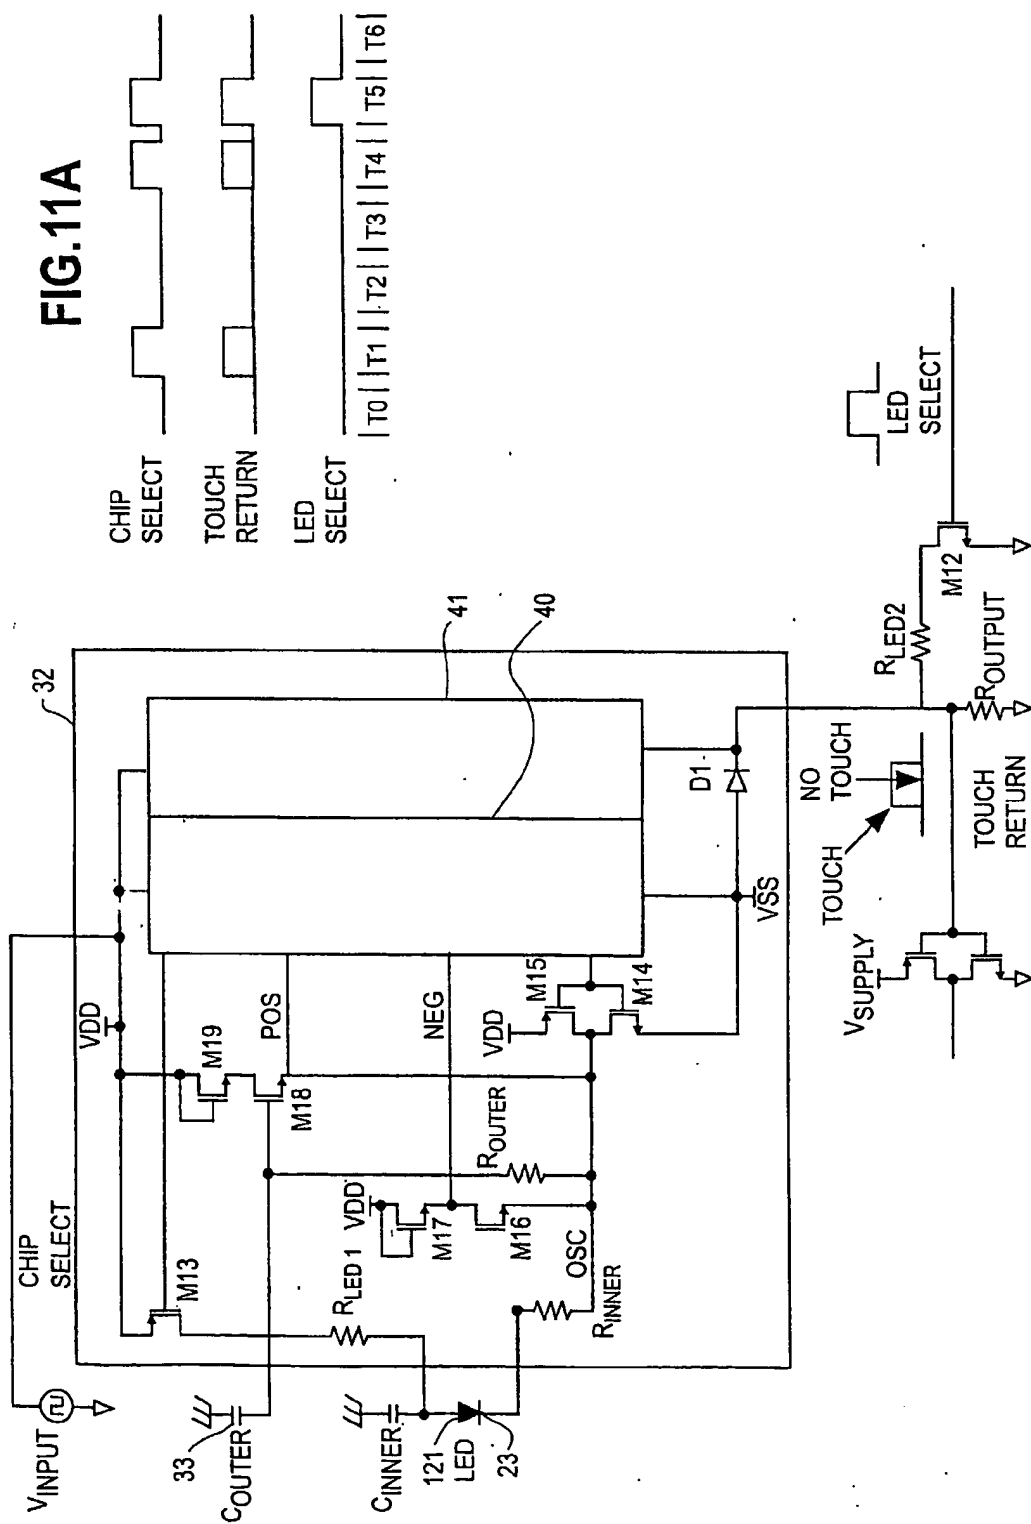 FIG.11A
CHIP
SELECT
TOUCH
RETURN
LED
SELECT
T0 T1 T2 T3 T4 T5 T6
32
41
40
VINPUT
CHIP
SELECT
VDD
M13
M19
M18
POS
33
COUTER
RLED1
VDD
M17
M16
NEG
ROUTER
VDD
M15
M14
CINNER
121
LED
23
RINNER
OSC
VSS
D1
VSUPPLY
TOUCH
NO
TOUCH
TOUCH
RETURN
ROUTPUT
RLED2
M12
LED
SELECT